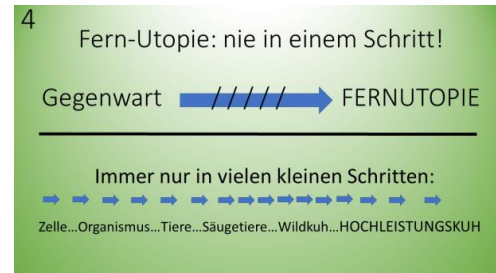 4
Fern-Utopie: nie in einem Schritt!
Gegenwart / / / / / FERNUTOPIE
Immer nur in vielen kleinen Schritten:
Zelle...Organismus...Tiere...Säugetiere...Wildkuh...HOCHLEISTUNGSKUH